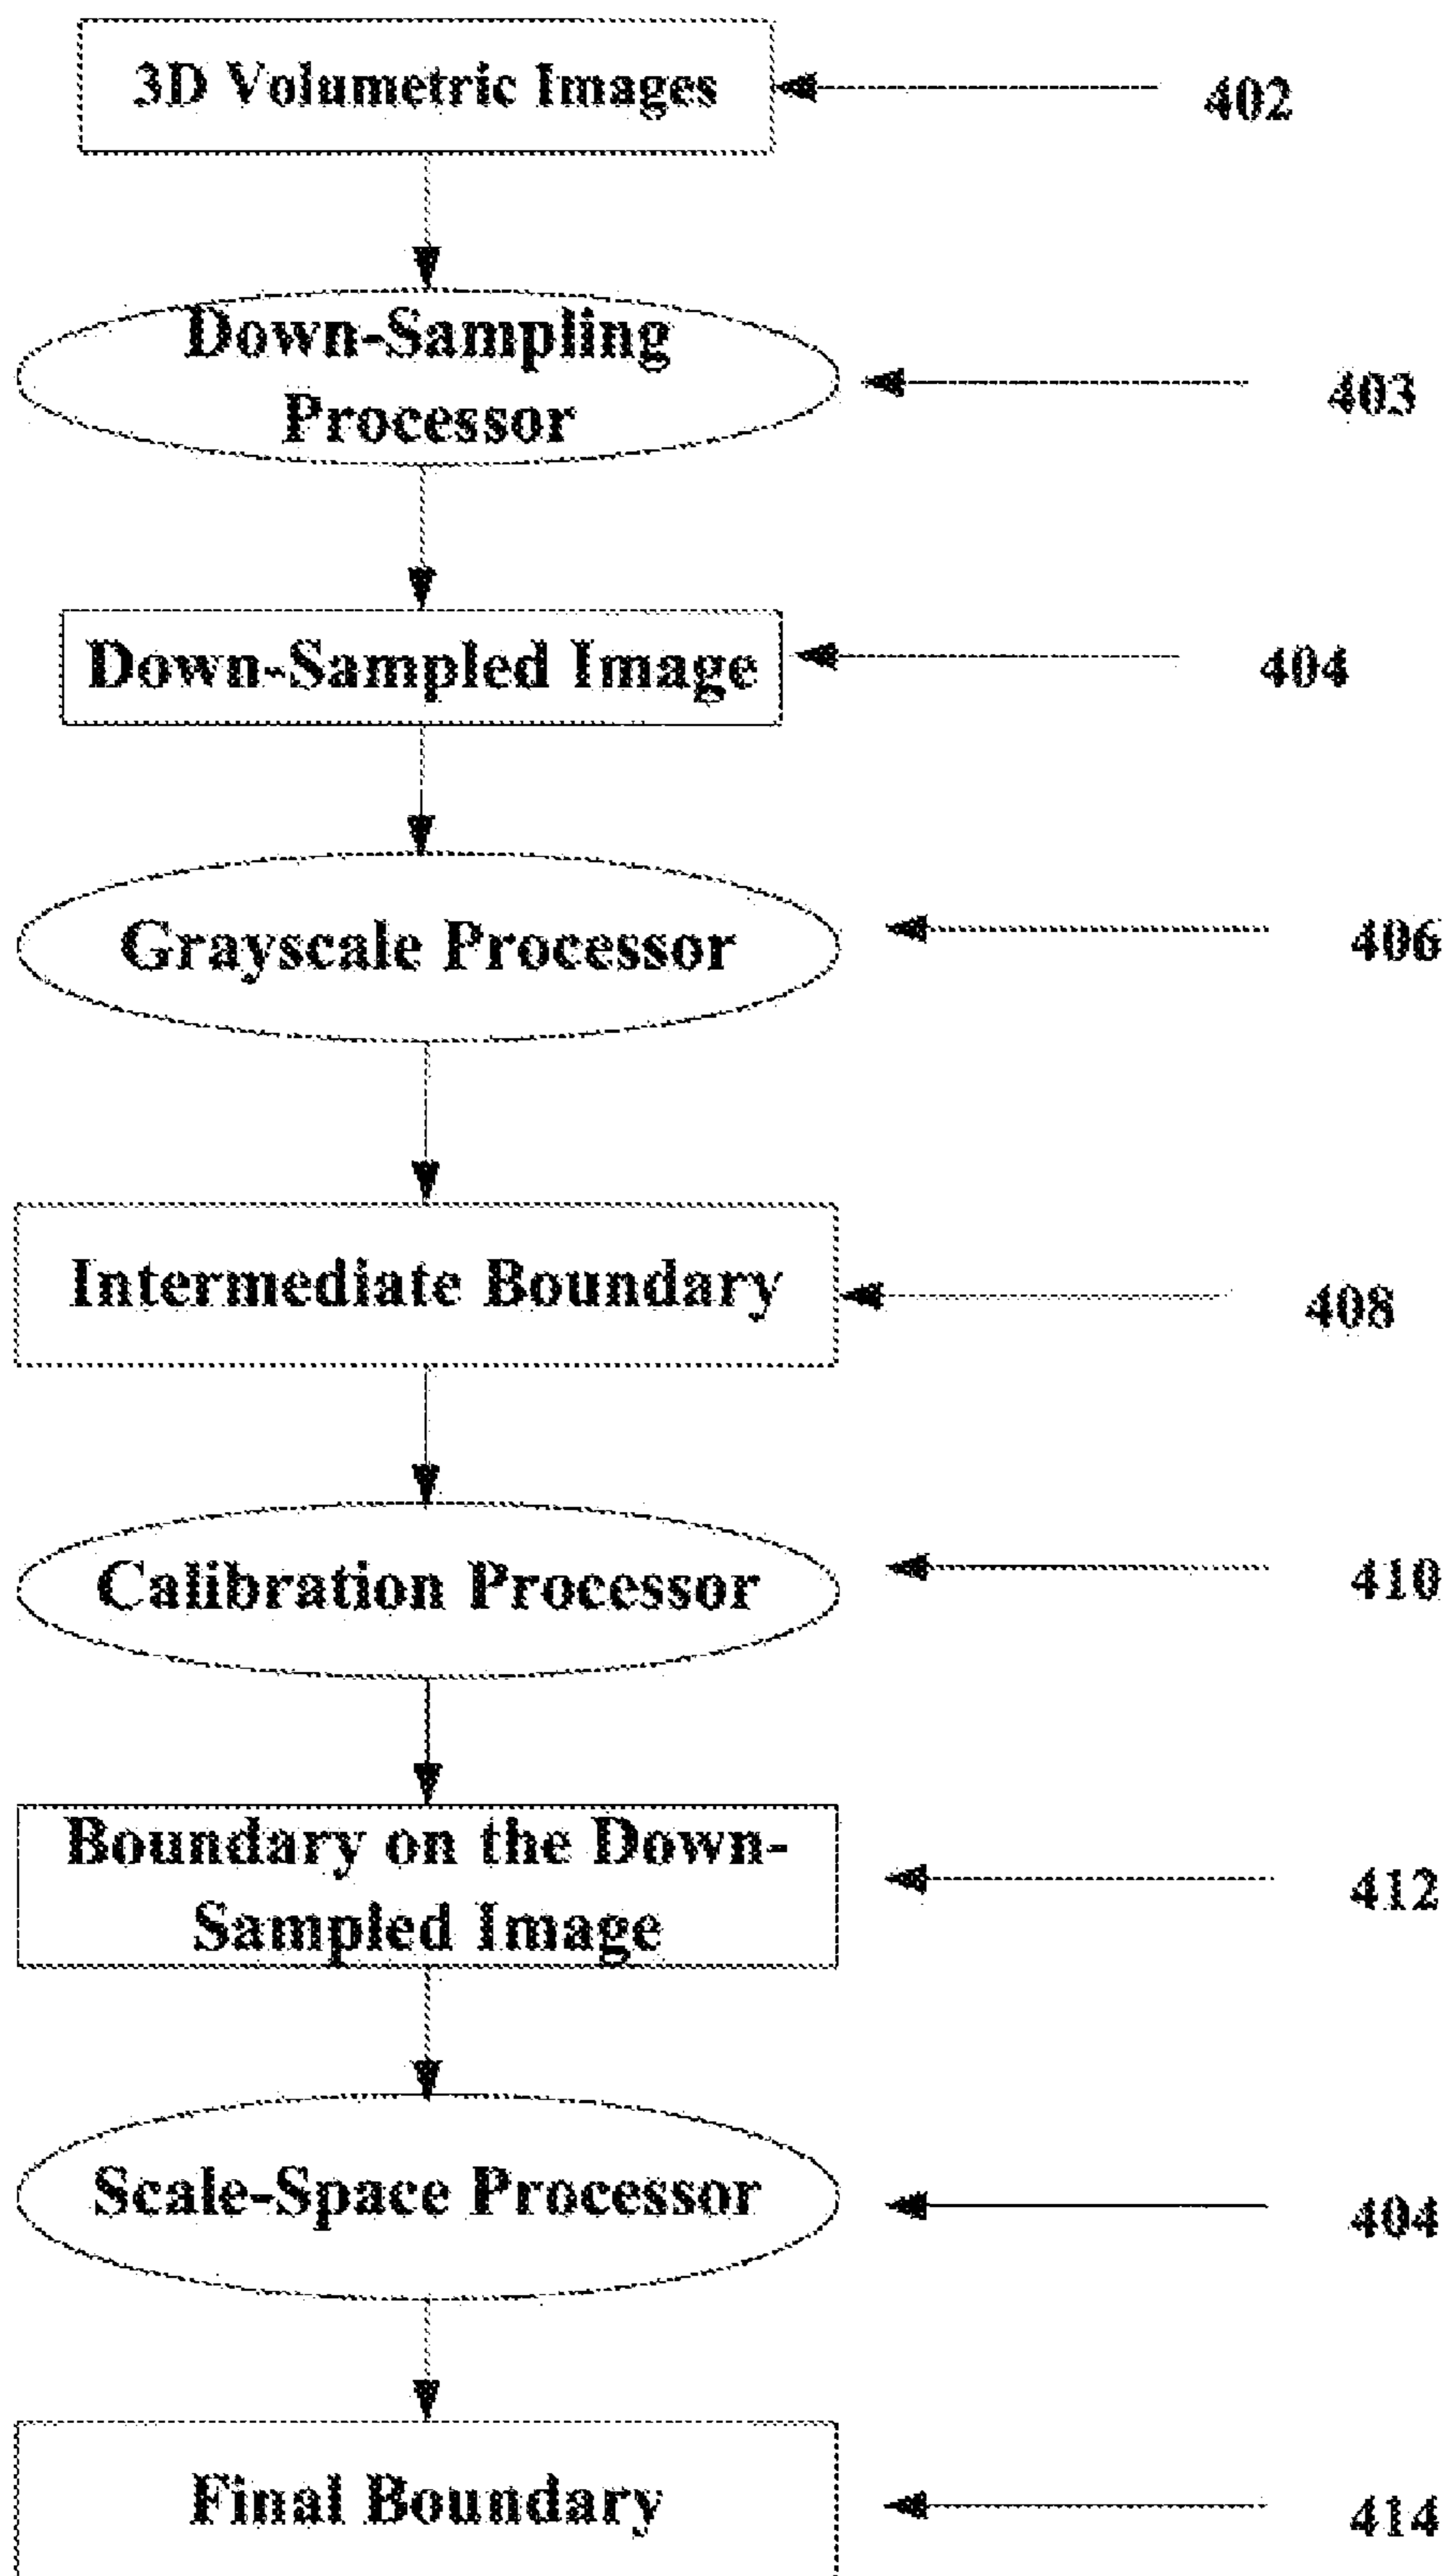 3D Volumetric Images
402
Down-Sampling
Processor
403
Down-Sampled Image
404
Grayscale Processor
406
Intermediate Boundary
408
Calibration Processor
410
Boundary on the Down-
Sampled Image
412
Scale-Space Processor
404
Final Boundary
414